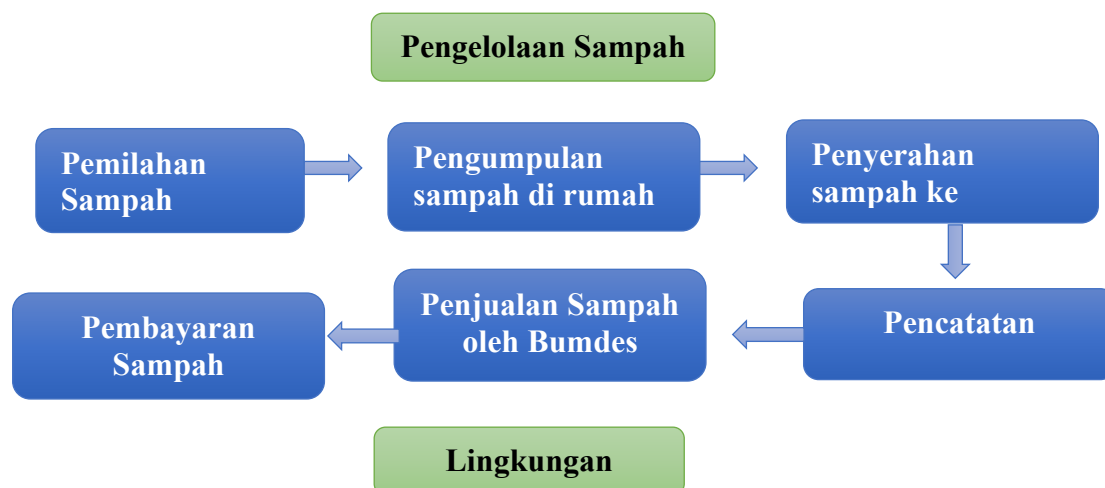 Pengelolaan Sampah
Pemilahan
Sampah
Pengumpulan
sampah di rumah
Penyerahan
sampah ke
Pencatatan
Penjualan Sampah
oleh Bumdes
Pembayaran
Sampah
Lingkungan